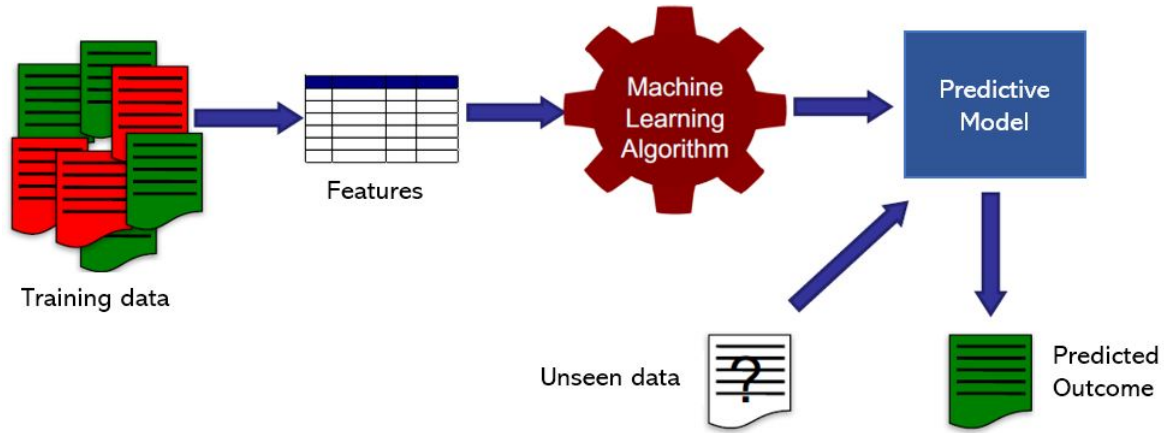 Machine
Learning
Algorithm
Predictive
Model
Features
Training data
Unseen data
?
Predicted
Outcome